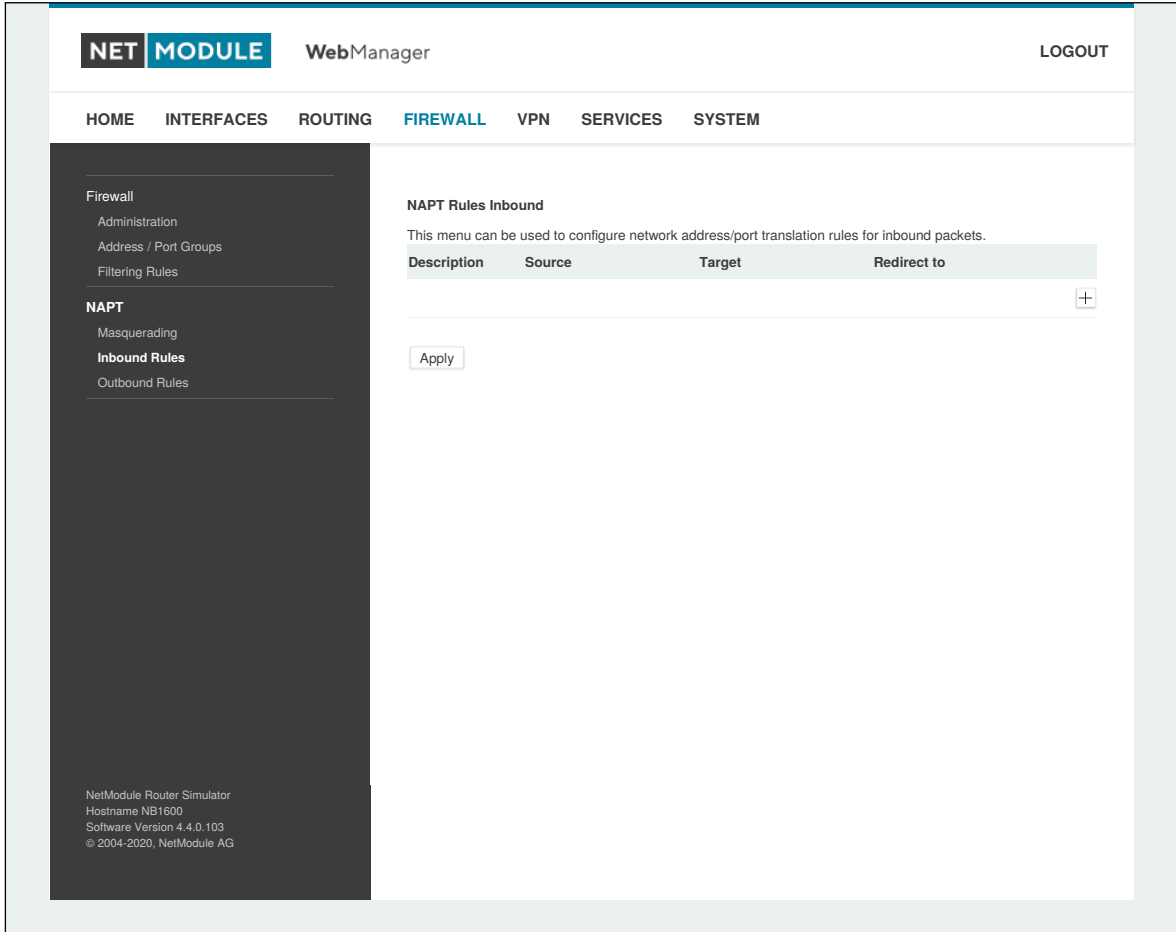 NET MODULE WebManager LOGOUT
HOME INTERFACES ROUTING FIREWALL VPN SERVICES SYSTEM
Firewall
Administration
Address / Port Groups
Filtering Rules
NAPT
Masquerading
Inbound Rules
Outbound Rules
NAPT Rules Inbound
This menu can be used to configure network address/port translation rules for inbound packets.
Description Source Target Redirect to
Apply
NetModule Router Simulator
Hostname NB1600
Software Version 4.4.0.103
© 2004-2020, NetModule AG